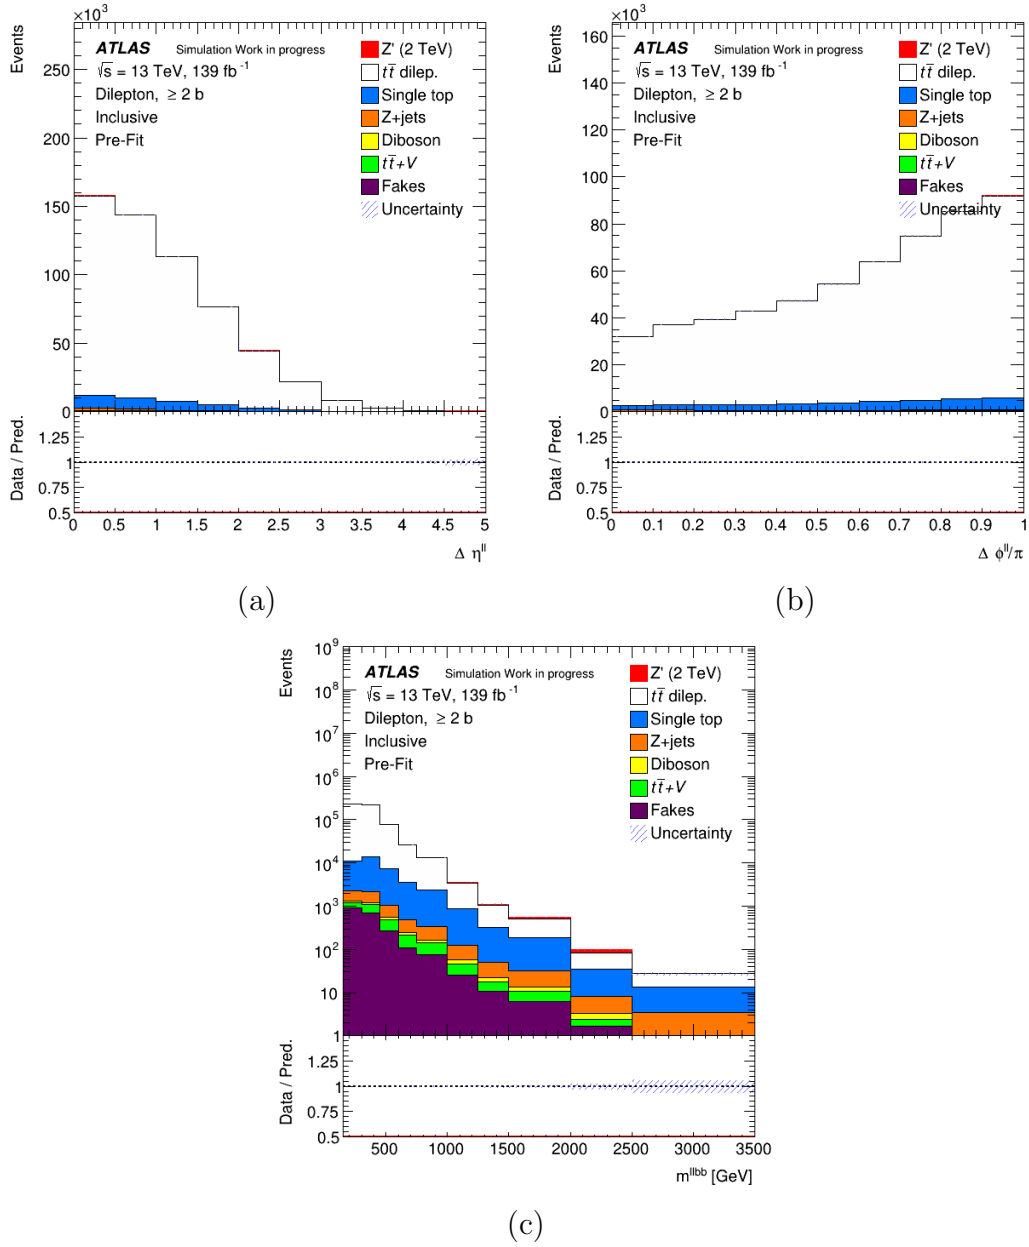 ×10³
Events
ATLAS Simulation Work in progress
√s = 13 TeV, 139 fb⁻¹
Dilepton, ≥ 2 b
Inclusive
Pre-Fit
Z' (2 TeV)
tt̄ dilep.
Single top
Z+jets
Diboson
tt̄+V
Fakes
Uncertainty
250
200
150
100
50
0
Data / Pred.
1.25
1
0.75
0.5
0 0.5 1 1.5 2 2.5 3 3.5 4 4.5 5
Δ η^ll
(a)
×10³
Events
ATLAS Simulation Work in progress
√s = 13 TeV, 139 fb⁻¹
Dilepton, ≥ 2 b
Inclusive
Pre-Fit
Z' (2 TeV)
tt̄ dilep.
Single top
Z+jets
Diboson
tt̄+V
Fakes
Uncertainty
160
140
120
100
80
60
40
20
0
Data / Pred.
1.25
1
0.75
0.5
0 0.1 0.2 0.3 0.4 0.5 0.6 0.7 0.8 0.9 1
Δ ϕ^ll/π
(b)
Events
ATLAS Simulation Work in progress
√s = 13 TeV, 139 fb⁻¹
Dilepton, ≥ 2 b
Inclusive
Pre-Fit
Z' (2 TeV)
tt̄ dilep.
Single top
Z+jets
Diboson
tt̄+V
Fakes
Uncertainty
10⁹
10⁸
10⁷
10⁶
10⁵
10⁴
10³
10²
10
1
Data / Pred.
1.25
1
0.75
0.5
500 1000 1500 2000 2500 3000 3500
m^llbb [GeV]
(c)